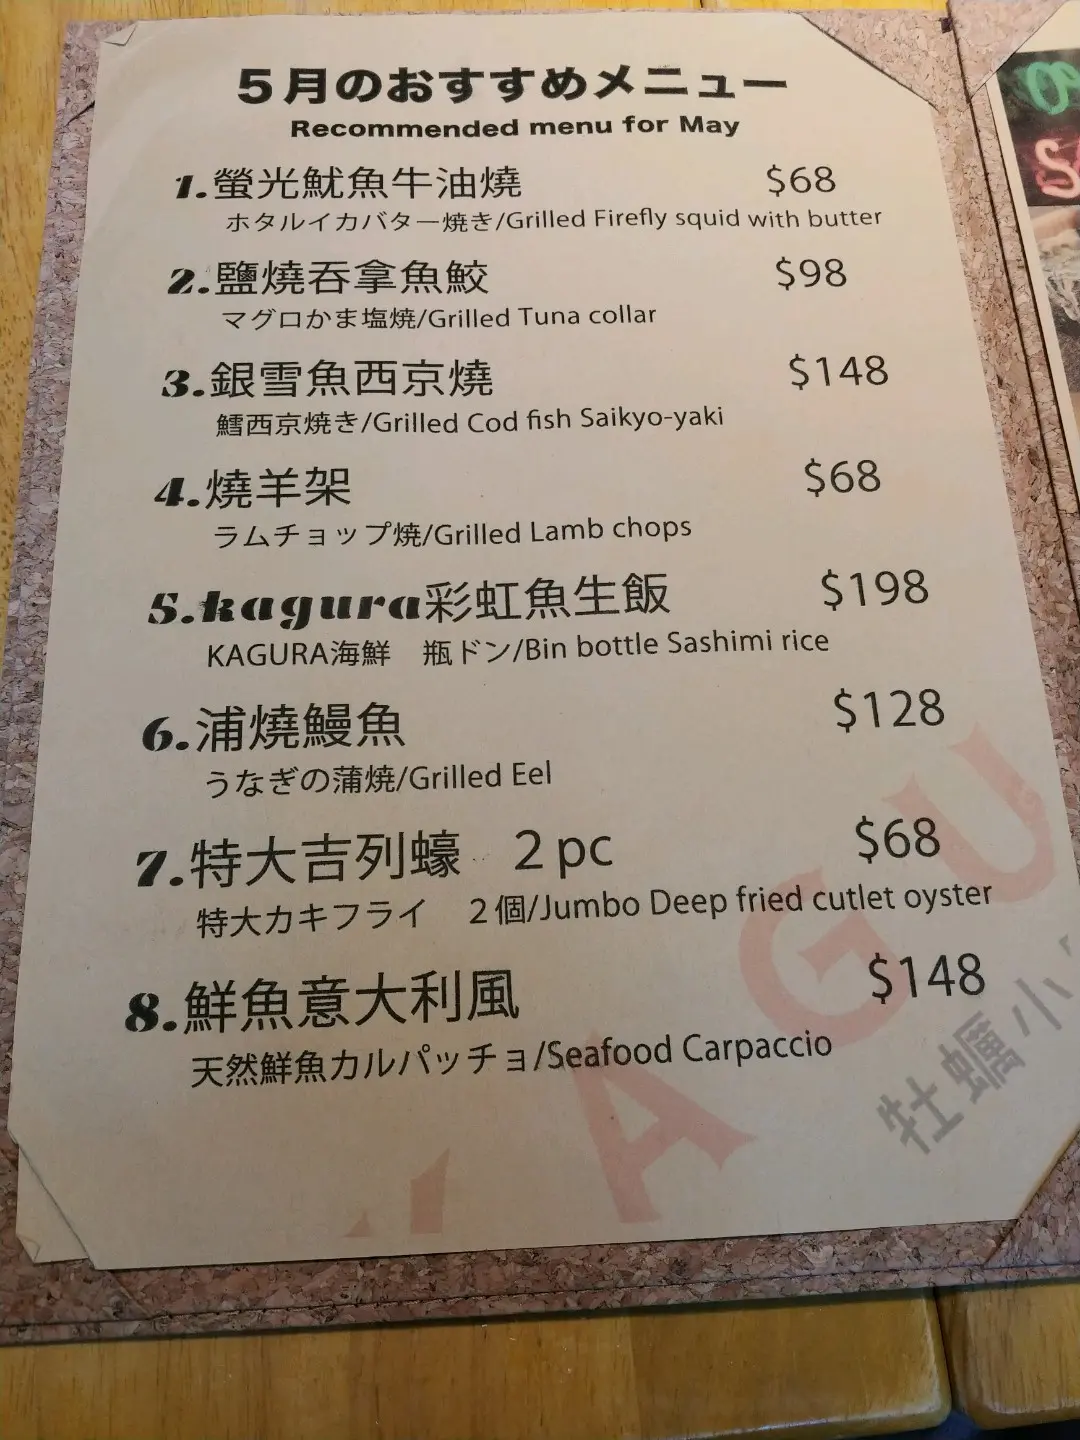 5月のおすすめメニュー
Recommended menu for May
1.螢光魷魚牛油燒 $68
ホタルイカバター焼き/Grilled Firefly squid with butter
2.鹽燒吞拿魚鮫 $98
マグロかま塩焼/Grilled Tuna collar
3.銀雪魚西京燒 $148
鱈西京焼き/Grilled Cod fish Saikyo-yaki
4.燒羊架 $68
ラムチョップ焼/Grilled Lamb chops
5.kagura彩虹魚生飯 $198
KAGURA海鮮 瓶ドン/Bin bottle Sashimi rice
6.浦燒鰻魚 $128
うなぎの蒲焼/Grilled Eel
7.特大吉列蠔 2pc $68
特大カキフライ 2個/Jumbo Deep fried cutlet oyster
8.鮮魚意大利風 $148
天然鮮魚カルパッチョ/Seafood Carpaccio
AGU
牡蠣小